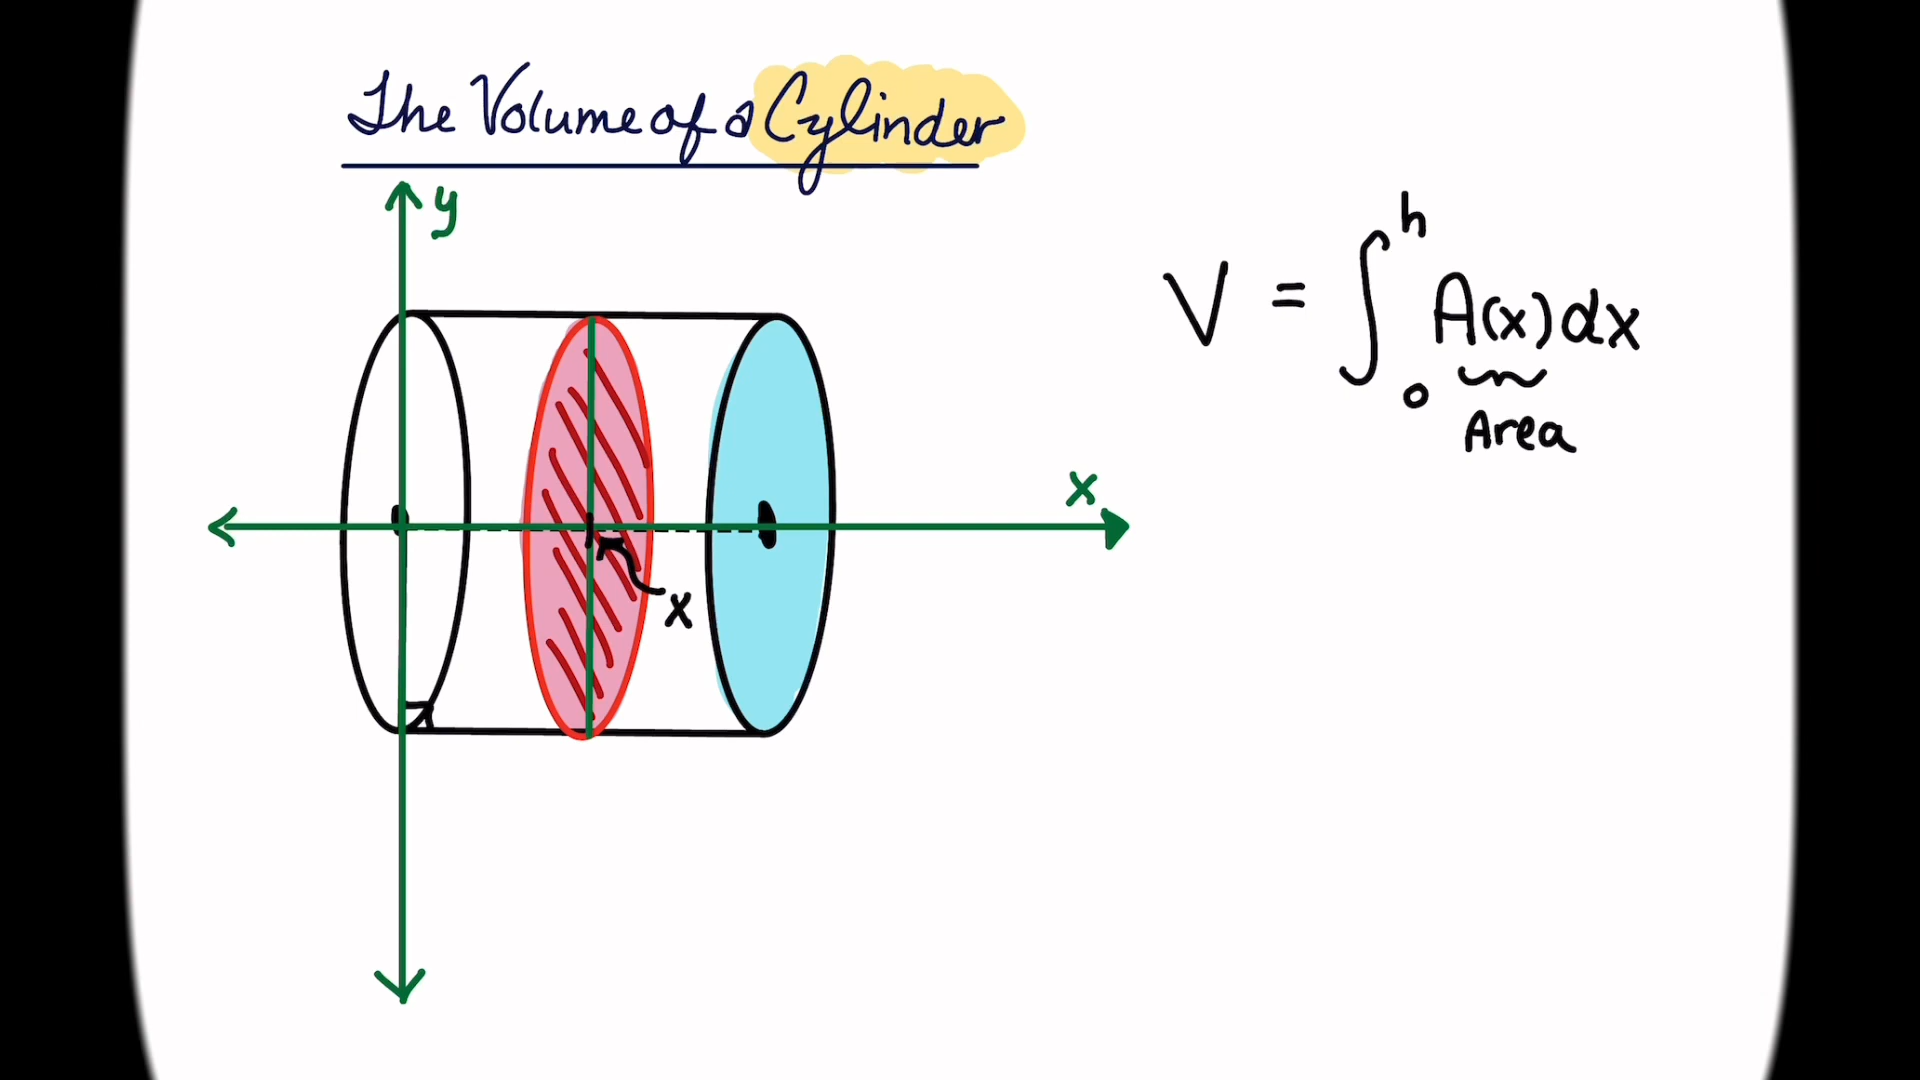 The Volume of a Cylinder
y
V = ∫₀ʰ A(x)dx
Area
x
x